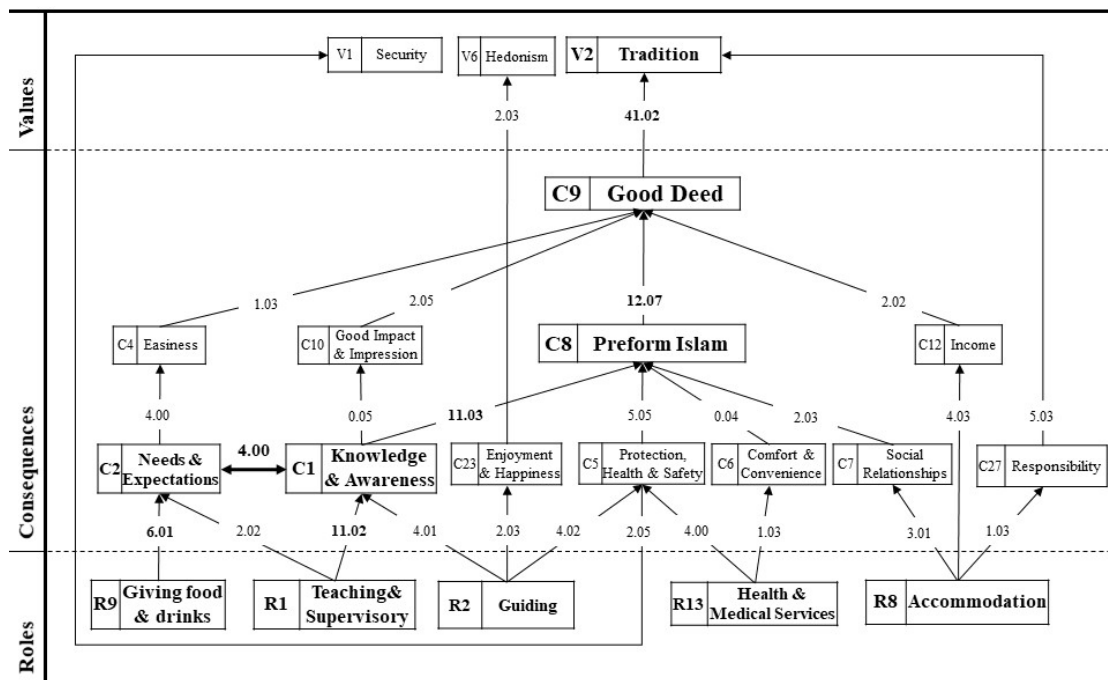 Values
V1 Security
V6 Hedonism
V2 Tradition
2.03
41.02
C9 Good Deed
1.03
2.05
12.07
2.02
C4 Easiness
C10 Good Impact
& Impression
C8 Preform Islam
C12 Income
Consequences
4.00
0.05
11.03
5.05
0.04
2.03
4.03
5.03
C2 Needs &
Expectations
4.00
C1 Knowledge
& Awareness
C23 Enjoyment
& Happiness
C5 Protection,
Health & Safety
C6 Comfort &
Convenience
C7 Social
Relationships
C27 Responsibility
6.01
2.02
11.02
4.01
2.03
4.02
2.05
4.00
1.03
3.01
1.03
Roles
R9 Giving food
& drinks
R1 Teaching&
Supervisory
R2 Guiding
R13 Health &
Medical Services
R8 Accommodation